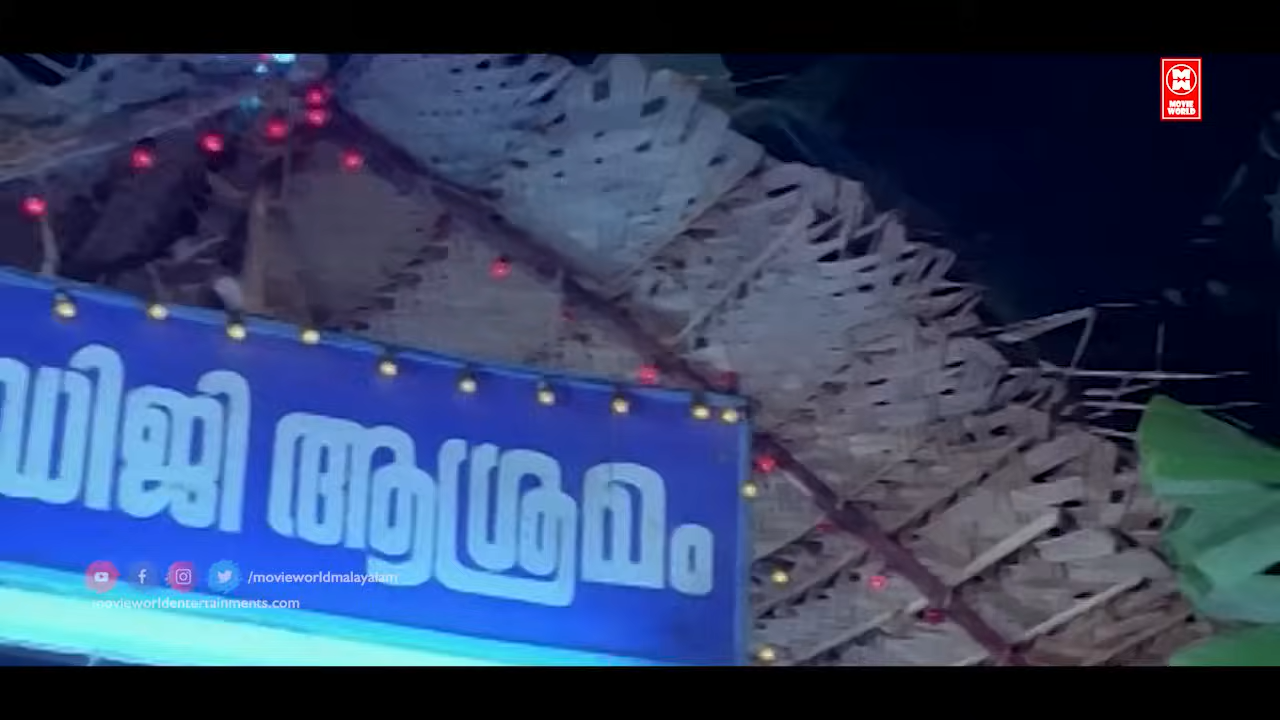 MOVIE
WORLD
ഡിജി ആശ്രമം
/movieworldmalayalam
movieworldentertainments.com